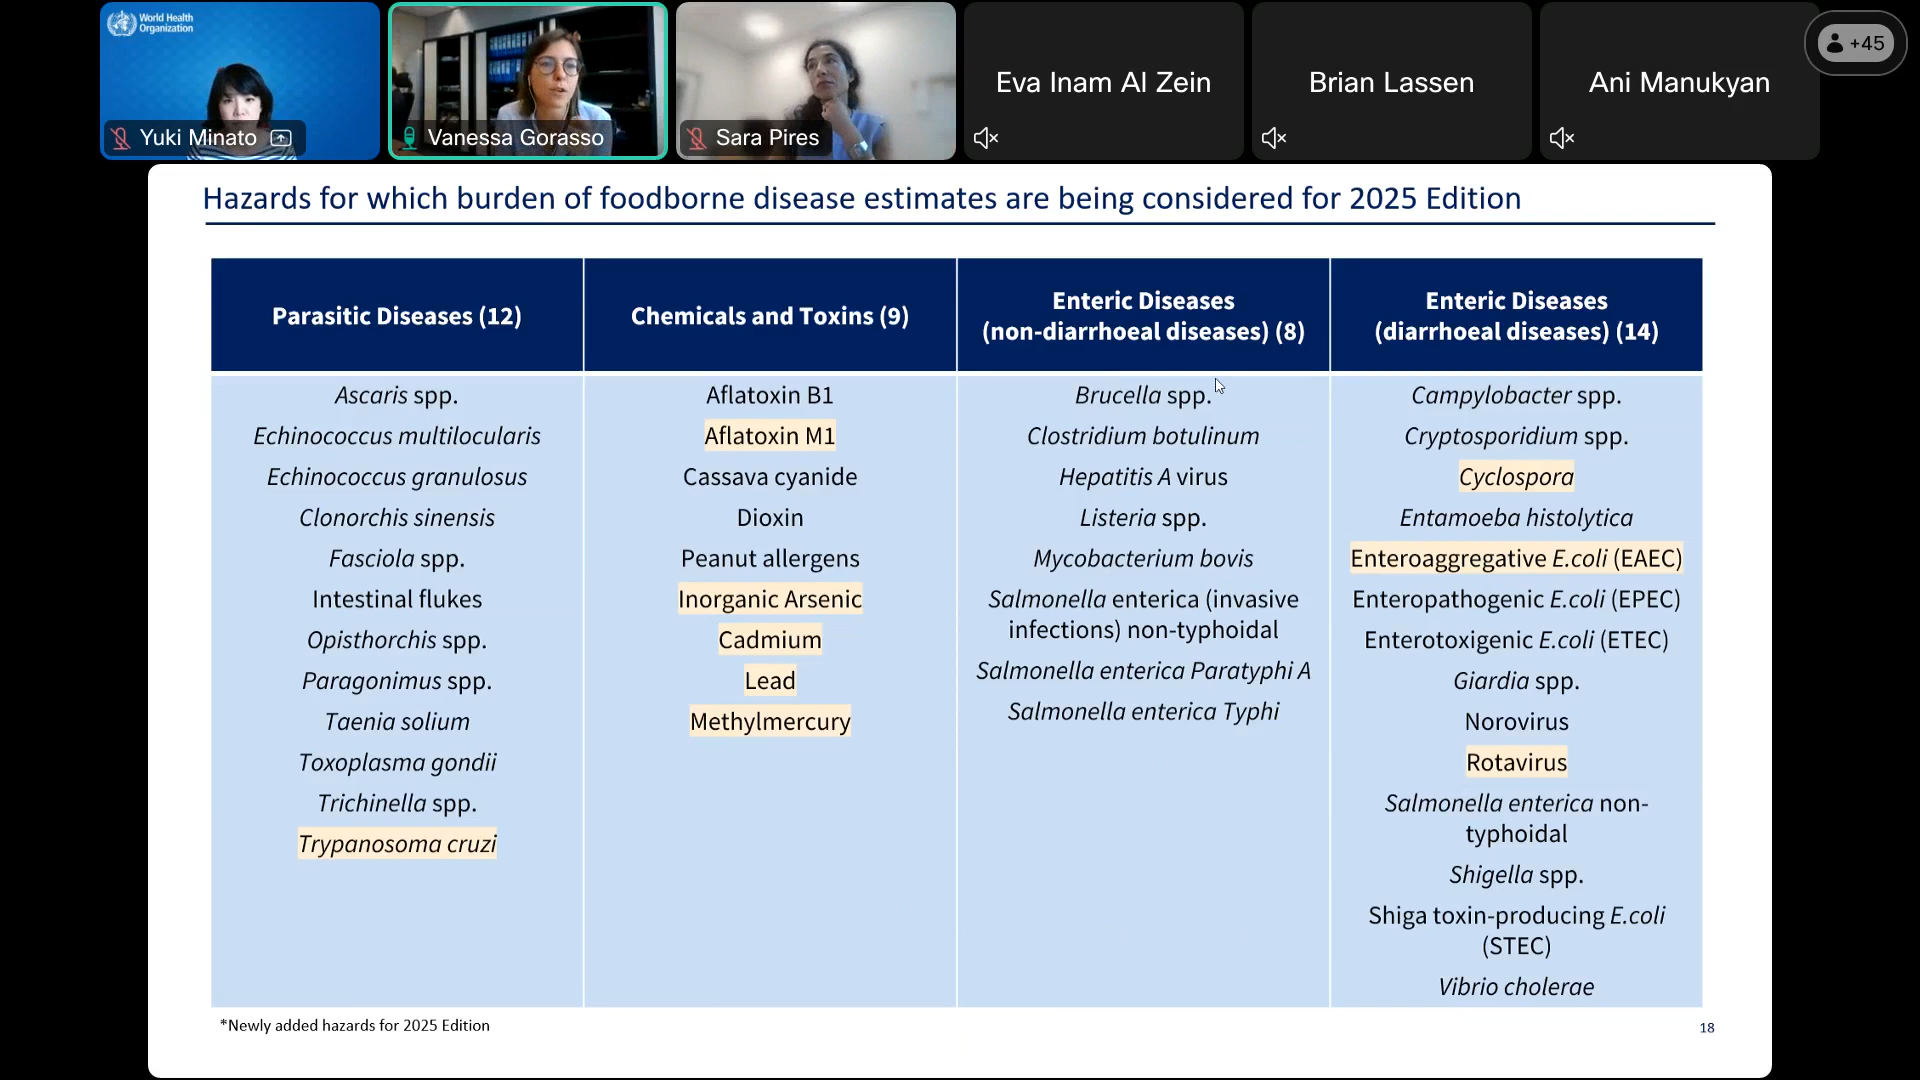 World Health
Organization
Yuki Minato
Vanessa Gorasso
Sara Pires
Eva Inam Al Zein
Brian Lassen
Ani Manukyan
+45
Hazards for which burden of foodborne disease estimates are being considered for 2025 Edition
Parasitic Diseases (12)
Ascaris spp.
Echinococcus multilocularis
Echinococcus granulosus
Clonorchis sinensis
Fasciola spp.
Intestinal flukes
Opisthorchis spp.
Paragonimus spp.
Taenia solium
Toxoplasma gondii
Trichinella spp.
Trypanosoma cruzi
Chemicals and Toxins (9)
Aflatoxin B1
Aflatoxin M1
Cassava cyanide
Dioxin
Peanut allergens
Inorganic Arsenic
Cadmium
Lead
Methylmercury
Enteric Diseases
(non-diarrhoeal diseases) (8)
Brucella spp.
Clostridium botulinum
Hepatitis A virus
Listeria spp.
Mycobacterium bovis
Salmonella enterica (invasive
infections) non-typhoidal
Salmonella enterica Paratyphi A
Salmonella enterica Typhi
Enteric Diseases
(diarrhoeal diseases) (14)
Campylobacter spp.
Cryptosporidium spp.
Cyclospora
Entamoeba histolytica
Enteroaggregative E.coli (EAEC)
Enteropathogenic E.coli (EPEC)
Enterotoxigenic E.coli (ETEC)
Giardia spp.
Norovirus
Rotavirus
Salmonella enterica non-
typhoidal
Shigella spp.
Shiga toxin-producing E.coli
(STEC)
Vibrio cholerae
*Newly added hazards for 2025 Edition
18